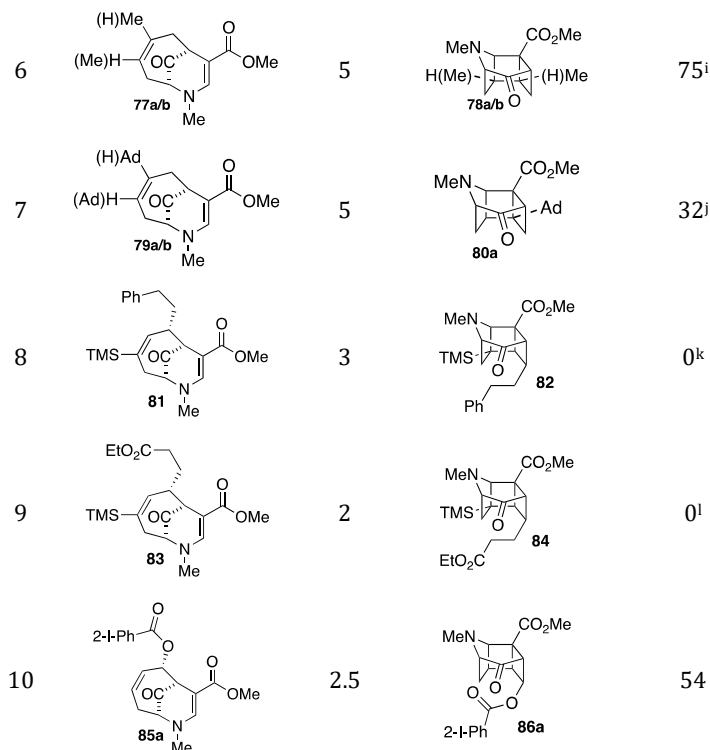 (H)Me
(Me)H
OC
O
OMe
N
Me
6
77a/b
5
CO₂Me
MeN
H(Me)
(H)Me
O
78a/b
75ⁱ
(H)Ad
(Ad)H
OC
O
OMe
N
Me
7
79a/b
5
CO₂Me
MeN
Ad
O
80a
32ʲ
Ph
TMS
OC
O
OMe
N
Me
8
81
3
CO₂Me
MeN
TMS
O
Ph
82
0ᵏ
EtO₂C
TMS
OC
O
OMe
N
Me
9
83
2
CO₂Me
MeN
TMS
O
EtO₂C
84
0ˡ
O
2-I-Ph
O
OC
O
OMe
N
Me
10
85a
2.5
CO₂Me
MeN
O
O
O
2-I-Ph
86a
54